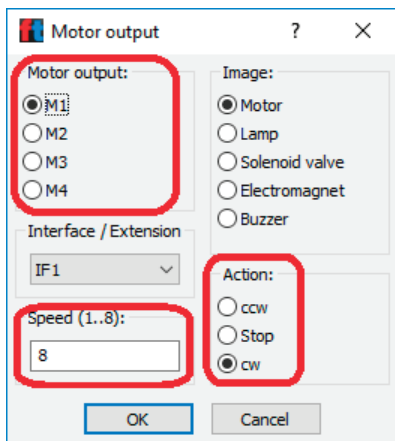 ft Motor output ? 
Motor output:
M1
M2
M3
M4
Interface / Extension
IF1
Speed (1..8):
8
Image:
Motor
Lamp
Solenoid valve
Electromagnet
Buzzer
Action:
ccw
Stop
cw
OK
Cancel